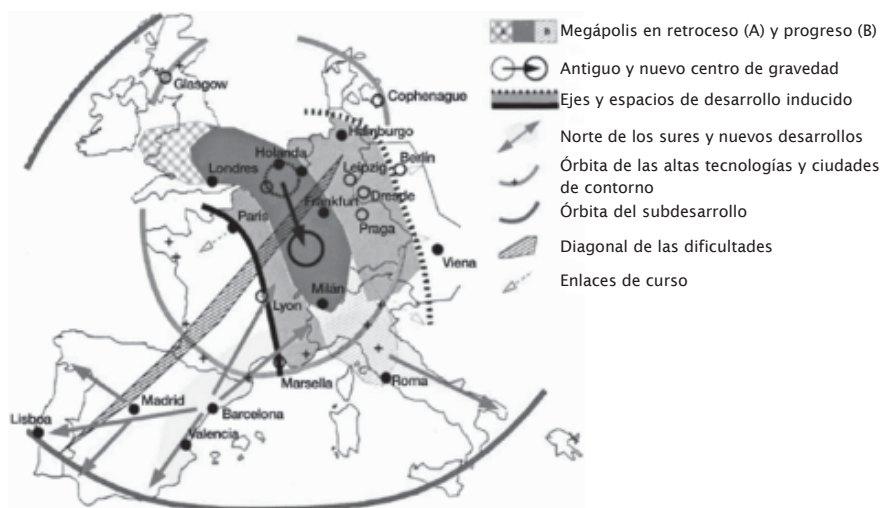 Megápolis en retroceso (A) y progreso (B)
Antiguo y nuevo centro de gravedad
Ejes y espacios de desarrollo inducido
Norte de los sures y nuevos desarrollos
Órbita de las altas tecnologías y ciudades
de contorno
Órbita del subdesarrollo
Diagonal de las dificultades
Enlaces de curso
Glasgow
Cophenague
Hamburgo
Holanda
Londres
Leipzig
Berlín
Dresde
Frankfurt
París
Praga
Viena
Milán
Lyon
Marsella
Roma
Madrid
Barcelona
Lisboa
Valencia